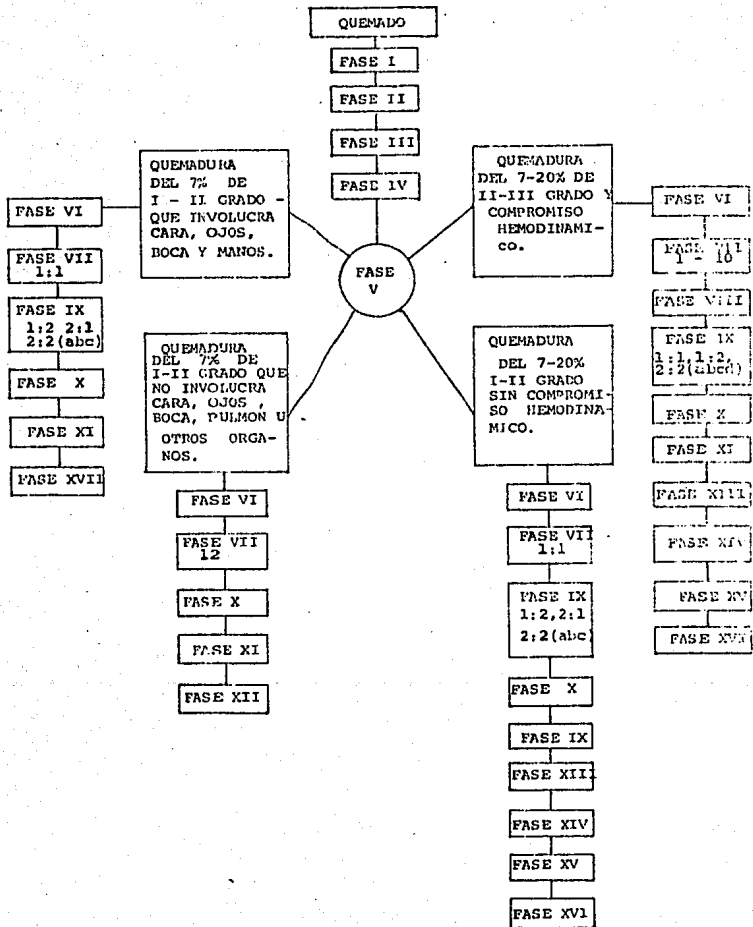 QUEMADO
FASE I
FASE II
FASE III
FASE IV
FASE
V
QUEMADURA
DEL 7% DE
I - II GRADO -
QUE INVOLUCRA
CARA, OJOS,
BOCA Y MANOS.
FASE VI
FASE VII
1:1
FASE IX
1:2 2:1
2:2(abc)
FASE X
FASE XI
FASE XVII
QUEMADURA
DEL 7% DE
I-II GRADO QUE
NO INVOLUCRA
CARA, OJOS ,
BOCA, PULMON U
OTROS ORGA-
NOS.
FASE VI
FASE VII
12
FASE X
FASE XI
FASE XII
QUEMADURA
DEL 7-20% DE
II-III GRADO Y
COMPROMISO
HEMODINAMI-
CO.
FASE VI
FASE VII
1 - 10
FASE VIII
FASE IX
1:1,1:2,
2:2(abcd)
FASE X
FASE XI
FASE XIII
FASE XIV
FASE XV
FASE XVI
QUEMADURA
DEL 7-20%
I-II GRADO
SIN COMPROMI-
SO HEMODINA-
MICO.
FASE VI
FASE VII
1:1
FASE IX
1:2,2:1
2:2(abc)
FASE X
FASE IX
FASE XIII
FASE XIV
FASE XV
FASE XVI